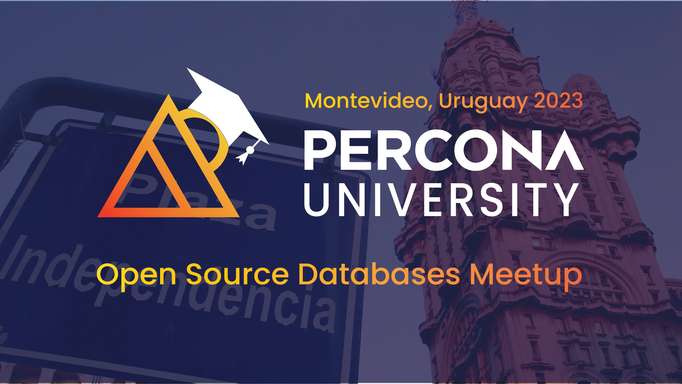 Montevideo, Uruguay 2023
PERCONA
UNIVERSITY
Plaza
Independencia
Open Source Databases Meetup